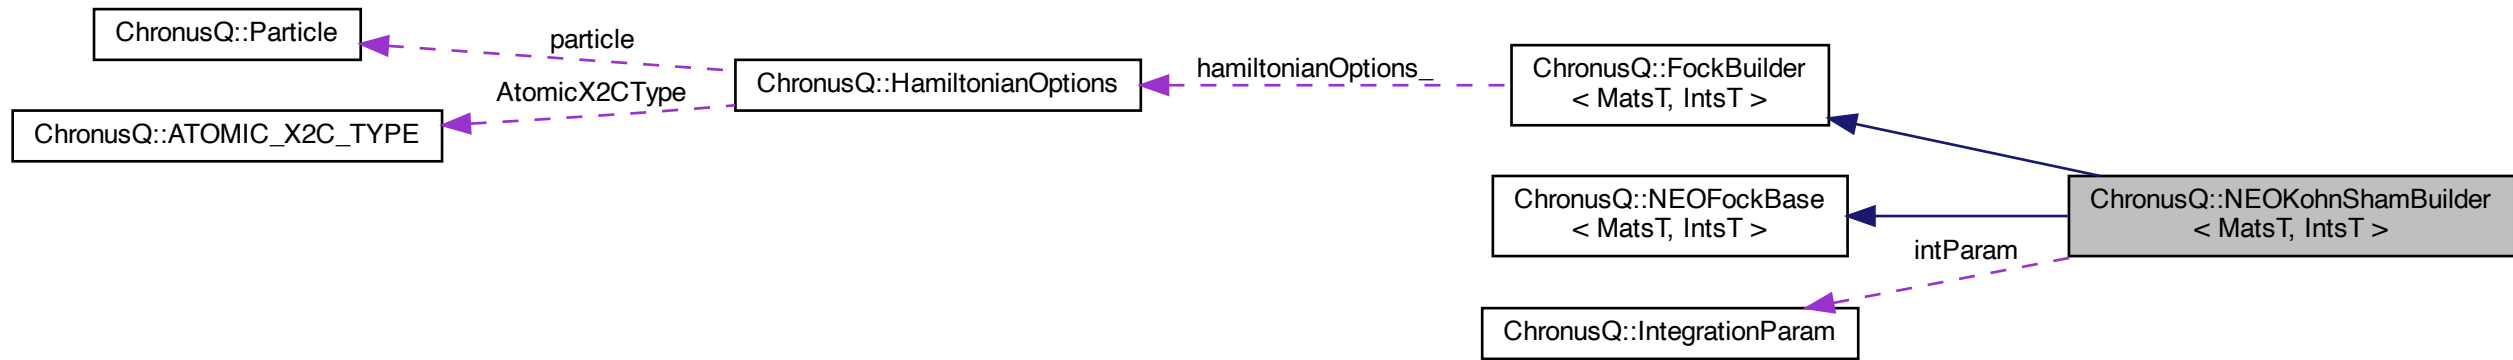 ChronusQ::Particle
particle
AtomicX2CType
ChronusQ::ATOMIC_X2C_TYPE
ChronusQ::HamiltonianOptions
hamiltonianOptions_
ChronusQ::FockBuilder
< MatsT, IntsT >
ChronusQ::NEOFockBase
< MatsT, IntsT >
intParam
ChronusQ::IntegrationParam
ChronusQ::NEOKohnShamBuilder
< MatsT, IntsT >